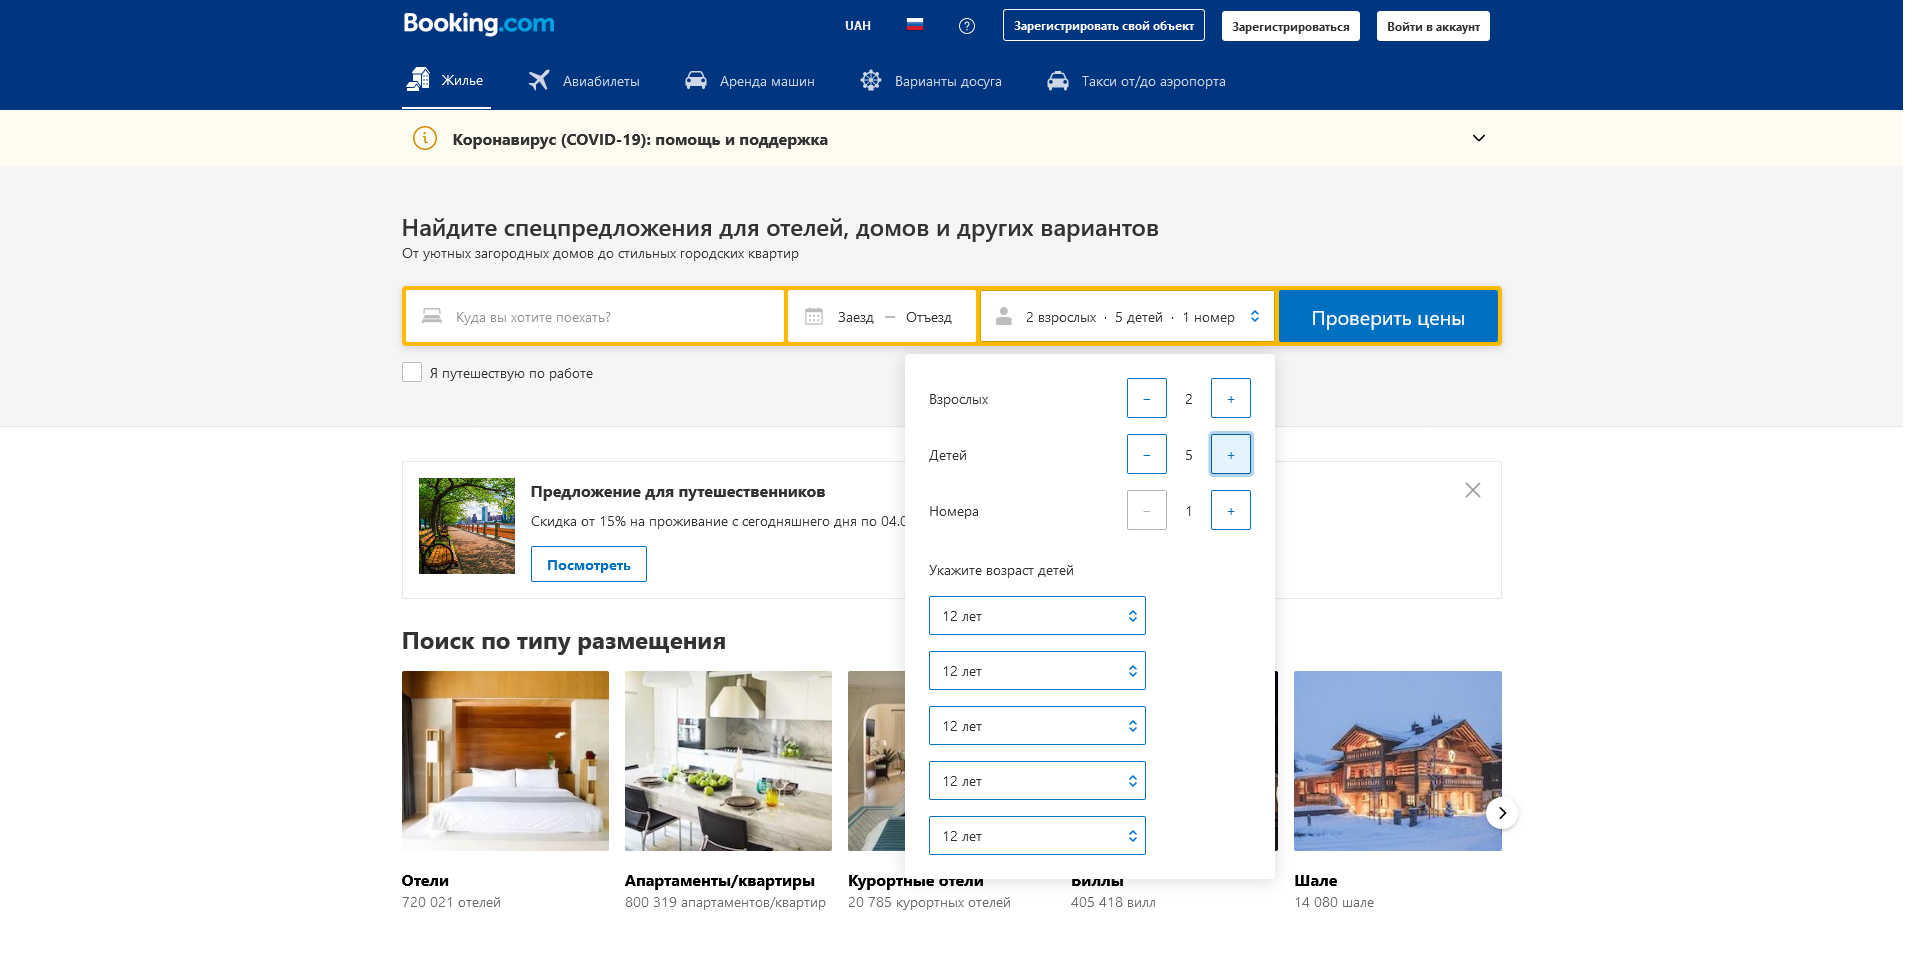 Booking.com
UAH
Зарегистрировать свой объект
Зарегистрироваться
Войти в аккаунт
Жилье
Авиабилеты
Аренда машин
Варианты досуга
Такси от/до аэропорта
Коронавирус (COVID-19): помощь и поддержка
Найдите спецпредложения для отелей, домов и других вариантов
От уютных загородных домов до стильных городских квартир
Куда вы хотите поехать?
Заезд — Отъезд
2 взрослых · 5 детей · 1 номер
Проверить цены
Я путешествую по работе
Взрослых
− 2 +
Детей
− 5 +
Номера
− 1 +
Укажите возраст детей
12 лет
12 лет
12 лет
12 лет
12 лет
Предложение для путешественников
Скидка от 15% на проживание с сегодняшнего дня по 04.0
Посмотреть
Поиск по типу размещения
Отели
720 021 отелей
Апартаменты/квартиры
800 319 апартаментов/квартир
Курортные отели
20 785 курортных отелей
Виллы
405 418 вилл
Шале
14 080 шале